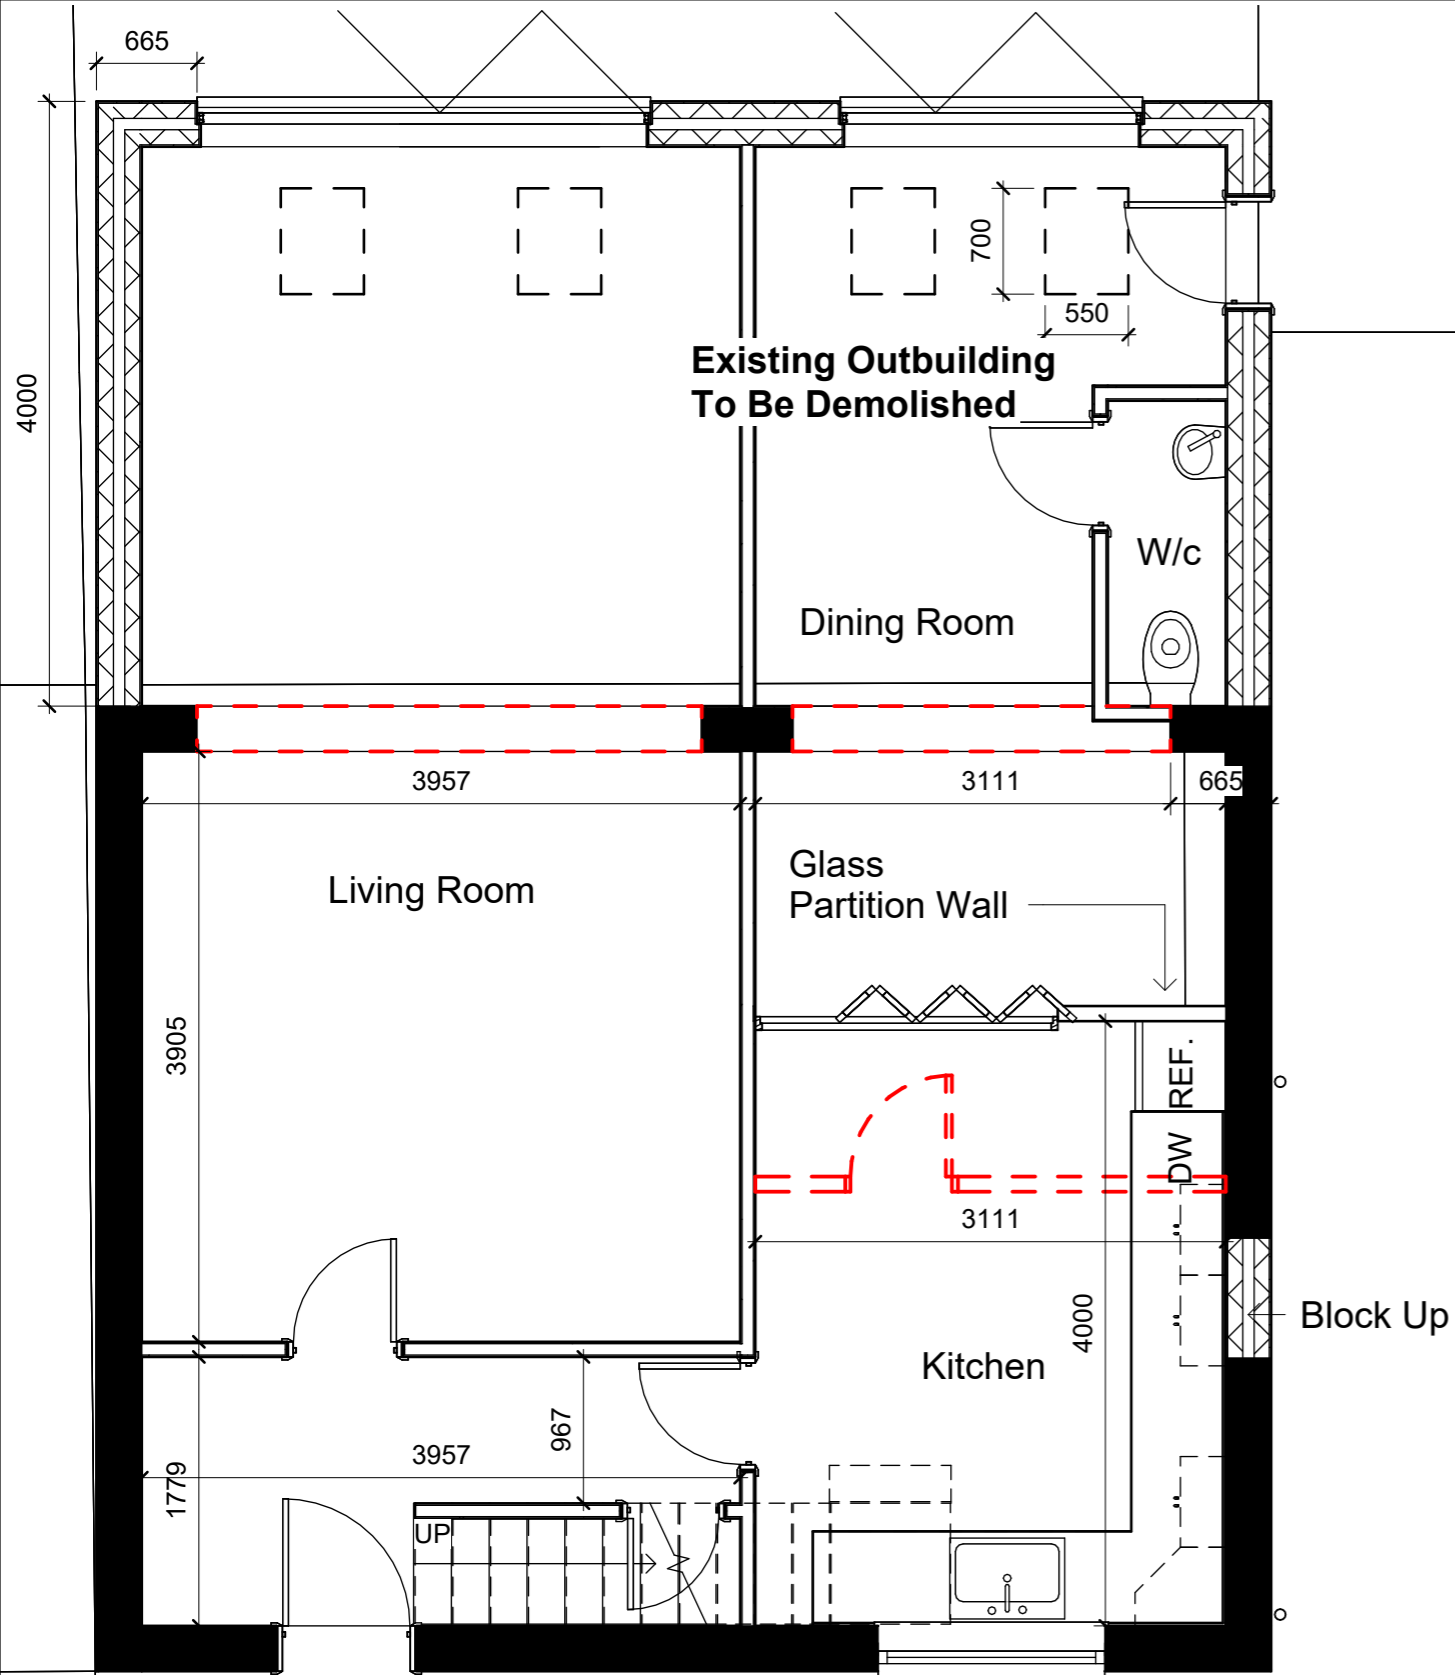 665
4000
700
550
Existing Outbuilding
To Be Demolished
W/c
Dining Room
3957
3111
665
Living Room
Glass
Partition Wall
3905
REF.
DW
3111
4000
Block Up
Kitchen
967
3957
1779
UP